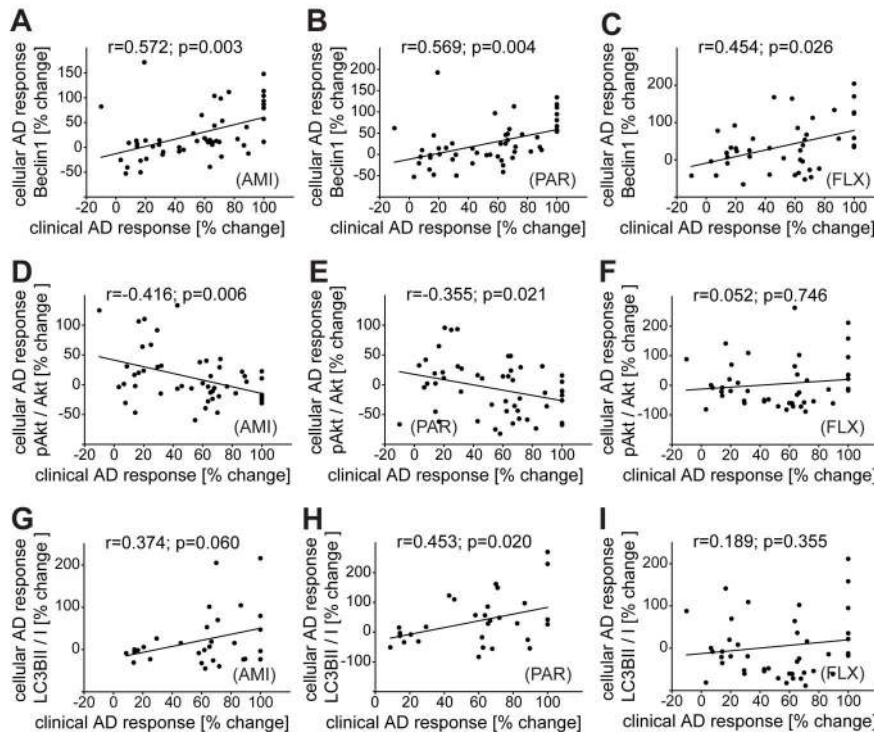 A
B
C
r=0.572; p=0.003
r=0.569; p=0.004
r=0.454; p=0.026
cellular AD response
Beclin1 [% change]
150
100
50
0
-50
(AMI)
-20 0 20 40 60 80 100
clinical AD response [% change]
cellular AD response
Beclin1 [% change]
200
150
100
50
0
-50
(PAR)
-20 0 20 40 60 80 100
clinical AD response [% change]
cellular AD response
Beclin1 [% change]
200
100
0
(FLX)
-20 0 20 40 60 80 100
clinical AD response [% change]
D
E
F
r=-0.416; p=0.006
r=-0.355; p=0.021
r=0.052; p=0.746
cellular AD response
pAkt / Akt [% change ]
100
50
0
-50
(AMI)
-20 0 20 40 60 80 100
clinical AD response [% change]
cellular AD response
pAkt / Akt [% change ]
100
50
0
-50
(PAR)
-20 0 20 40 60 80 100
clinical AD response [% change]
cellular AD response
pAkt / Akt [% change ]
200
100
0
-100
(FLX)
-20 0 20 40 60 80 100
clinical AD response [% change]
G
H
I
r=0.374; p=0.060
r=0.453; p=0.020
r=0.189; p=0.355
cellular AD response
LC3BII / I [% change ]
200
100
0
(AMI)
-20 0 20 40 60 80 100
clinical AD response [% change]
cellular AD response
LC3BII / I [% change ]
200
100
0
-100
(PAR)
0 20 40 60 80 100
clinical AD response [% change]
cellular AD response
LC3BII / I [% change ]
200
100
0
(FLX)
-20 0 20 40 60 80 100
clinical AD response [% change]